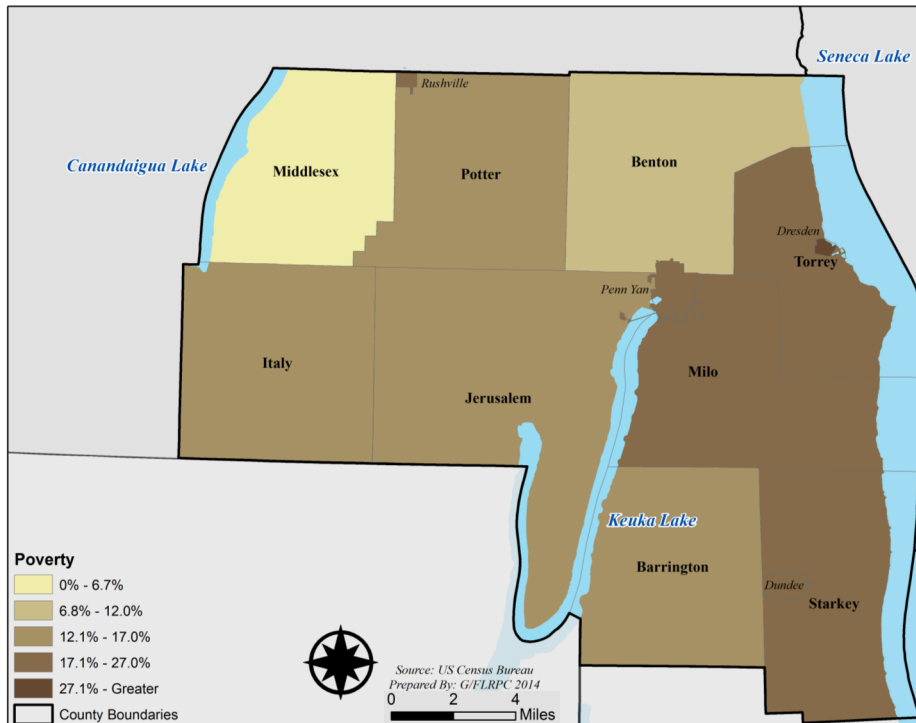 Seneca Lake
Rushville
Canandaigua Lake
Middlesex
Potter
Benton
Dresden
Torrey
Penn Yan
Italy
Jerusalem
Milo
Keuka Lake
Barrington
Dundee
Starkey
Poverty
0% - 6.7%
6.8% - 12.0%
12.1% - 17.0%
17.1% - 27.0%
27.1% - Greater
County Boundaries
Source: US Census Bureau
Prepared By: G/FLRPC 2014
0 2 4
Miles